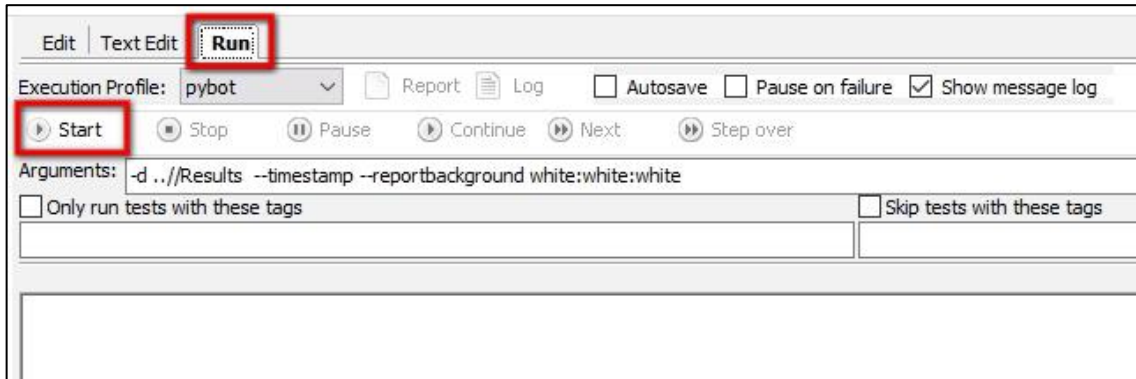 Edit Text Edit Run
Execution Profile: pybot Report Log Autosave Pause on failure Show message log
Start Stop Pause Continue Next Step over
Arguments: -d ..//Results --timestamp --reportbackground white:white:white
Only run tests with these tags Skip tests with these tags